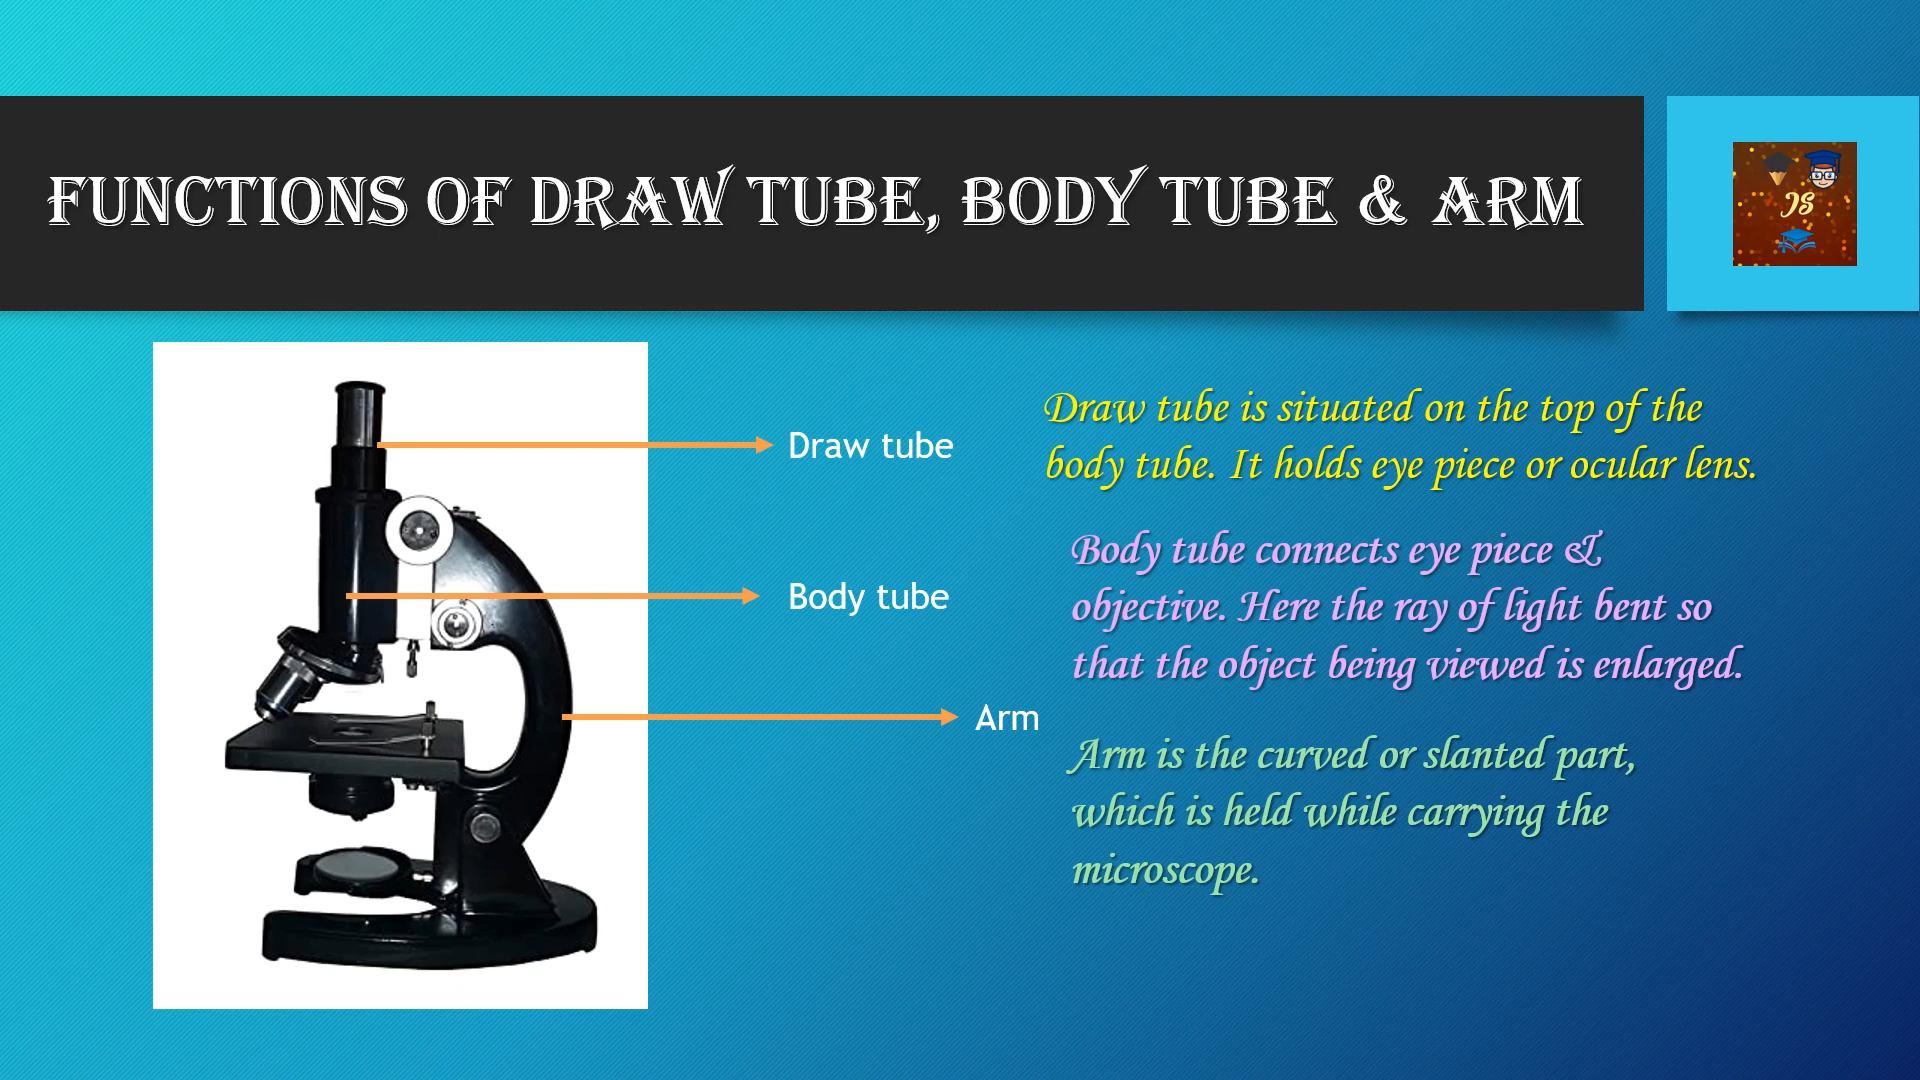 FUNCTIONS OF DRAW TUBE, BODY TUBE & ARM
JS
Draw tube
Body tube
Arm
Draw tube is situated on the top of the
body tube. It holds eye piece or ocular lens.
Body tube connects eye piece &
objective. Here the ray of light bent so
that the object being viewed is enlarged.
Arm is the curved or slanted part,
which is held while carrying the
microscope.